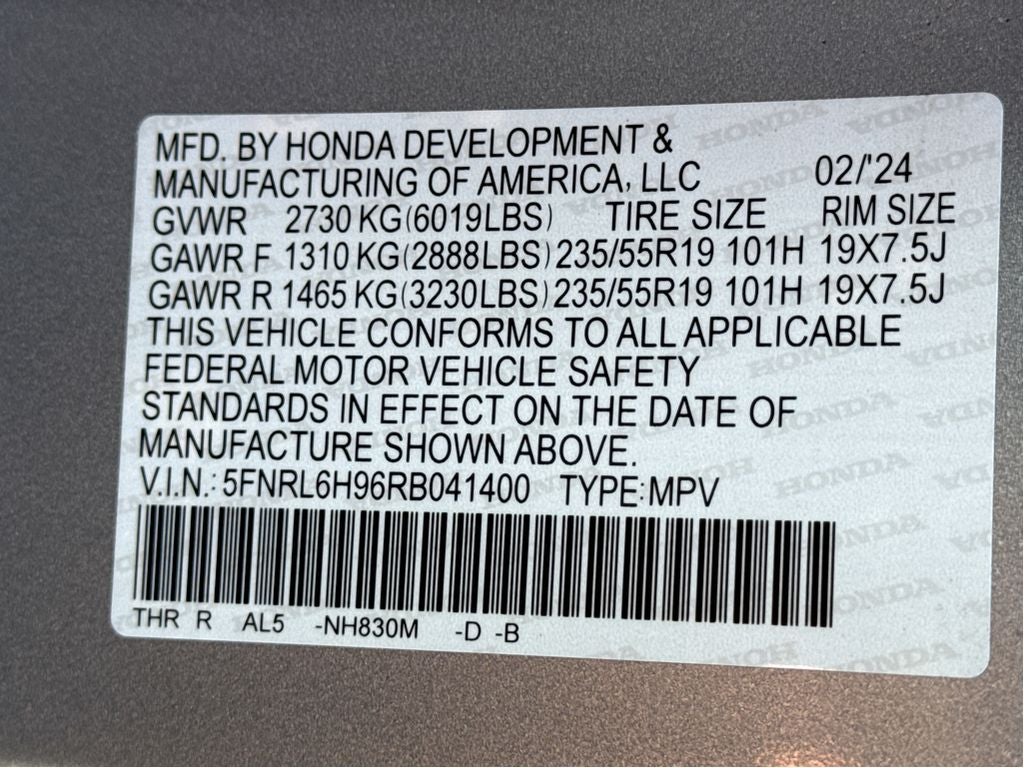 MFD. BY HONDA DEVELOPMENT &
MANUFACTURING OF AMERICA, LLC 02/'24
GVWR 2730 KG(6019LBS) TIRE SIZE RIM SIZE
GAWR F 1310 KG(2888LBS) 235/55R19 101H 19X7.5J
GAWR R 1465 KG(3230LBS) 235/55R19 101H 19X7.5J
THIS VEHICLE CONFORMS TO ALL APPLICABLE
FEDERAL MOTOR VEHICLE SAFETY
STANDARDS IN EFFECT ON THE DATE OF
MANUFACTURE SHOWN ABOVE.
V.I.N.: 5FNRL6H96RB041400 TYPE:MPV
THR R AL5 -NH830M -D -B